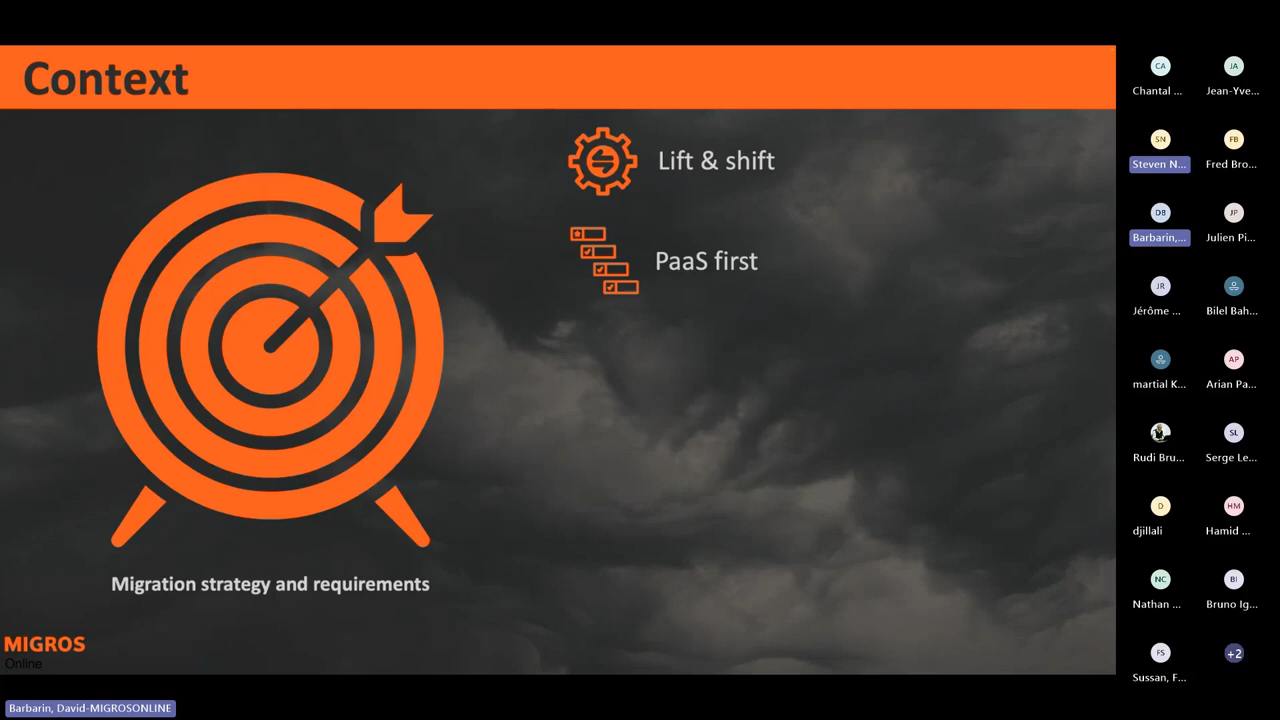 Context
Lift & shift
PaaS first
Migration strategy and requirements
MIGROS
Online
Barbarin, David-MIGROSONLINE
CA
Chantal ...
JA
Jean-Yve...
SN
Steven N...
FB
Fred Bro...
DB
Barbarin,...
JP
Julien Pi...
JR
Jérôme ...
Bilel Bah...
martial K...
AP
Arian Pa...
Rudi Bru...
SL
Serge Le...
D
djillali
HM
Hamid ...
NC
Nathan ...
BI
Bruno Ig...
FS
Sussan, F...
+2